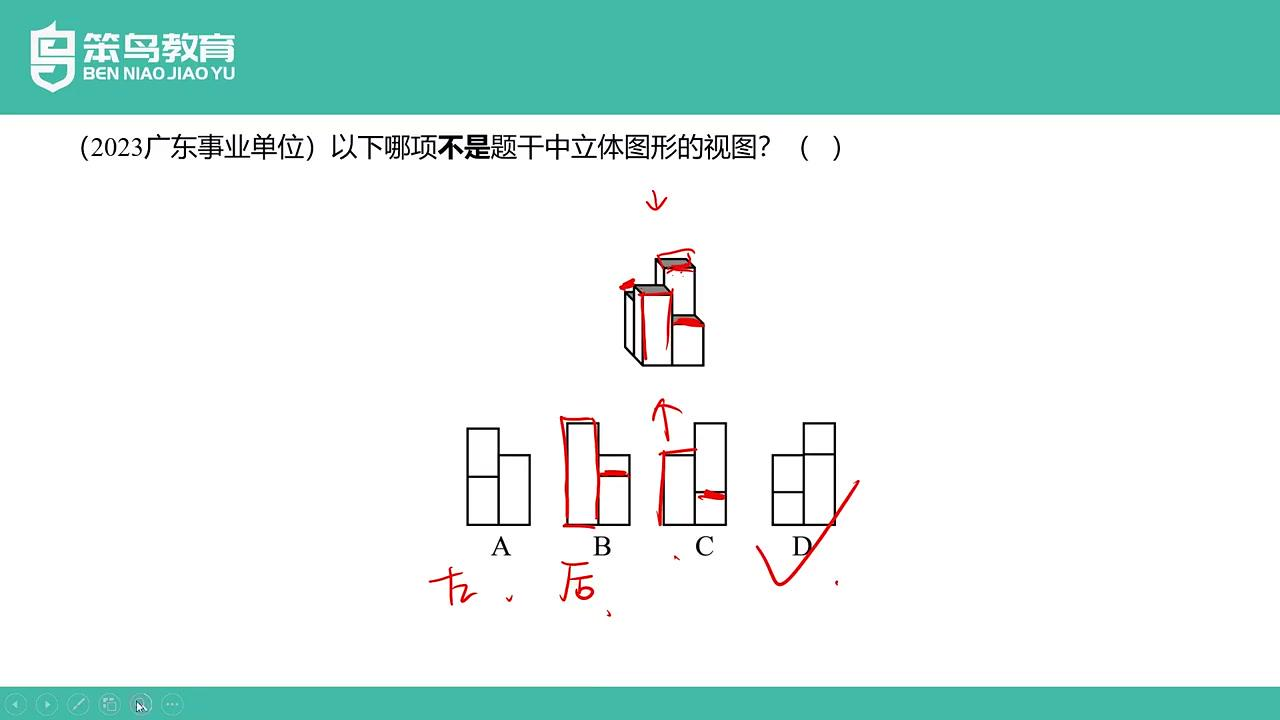 笨鸟教育
BEN NIAO JIAO YU
（2023广东事业单位）以下哪项不是题干中立体图形的视图？（ ）
A B C D
后